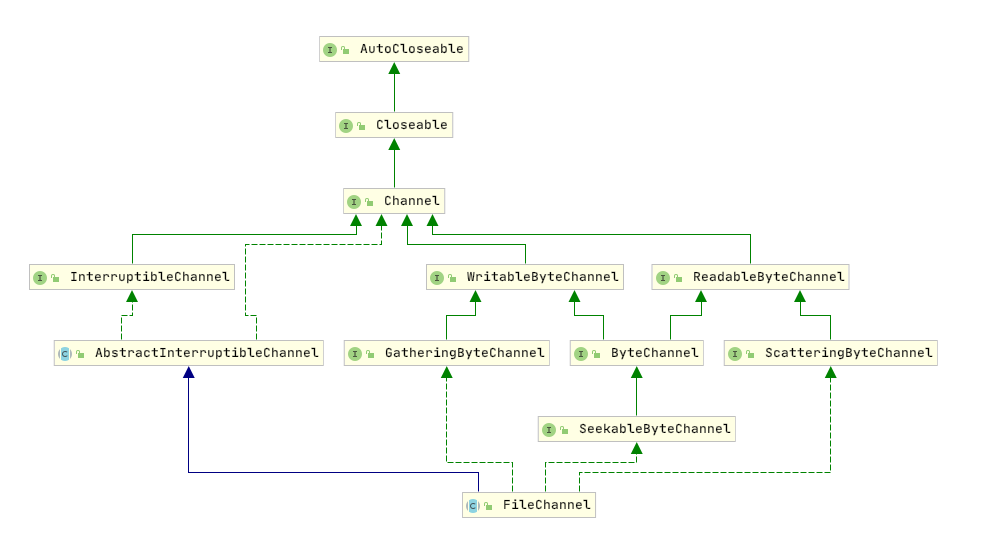 I AutoCloseable
I Closeable
I Channel
I InterruptibleChannel
I WritableByteChannel
I ReadableByteChannel
C AbstractInterruptibleChannel
I GatheringByteChannel
I ByteChannel
I ScatteringByteChannel
I SeekableByteChannel
C FileChannel